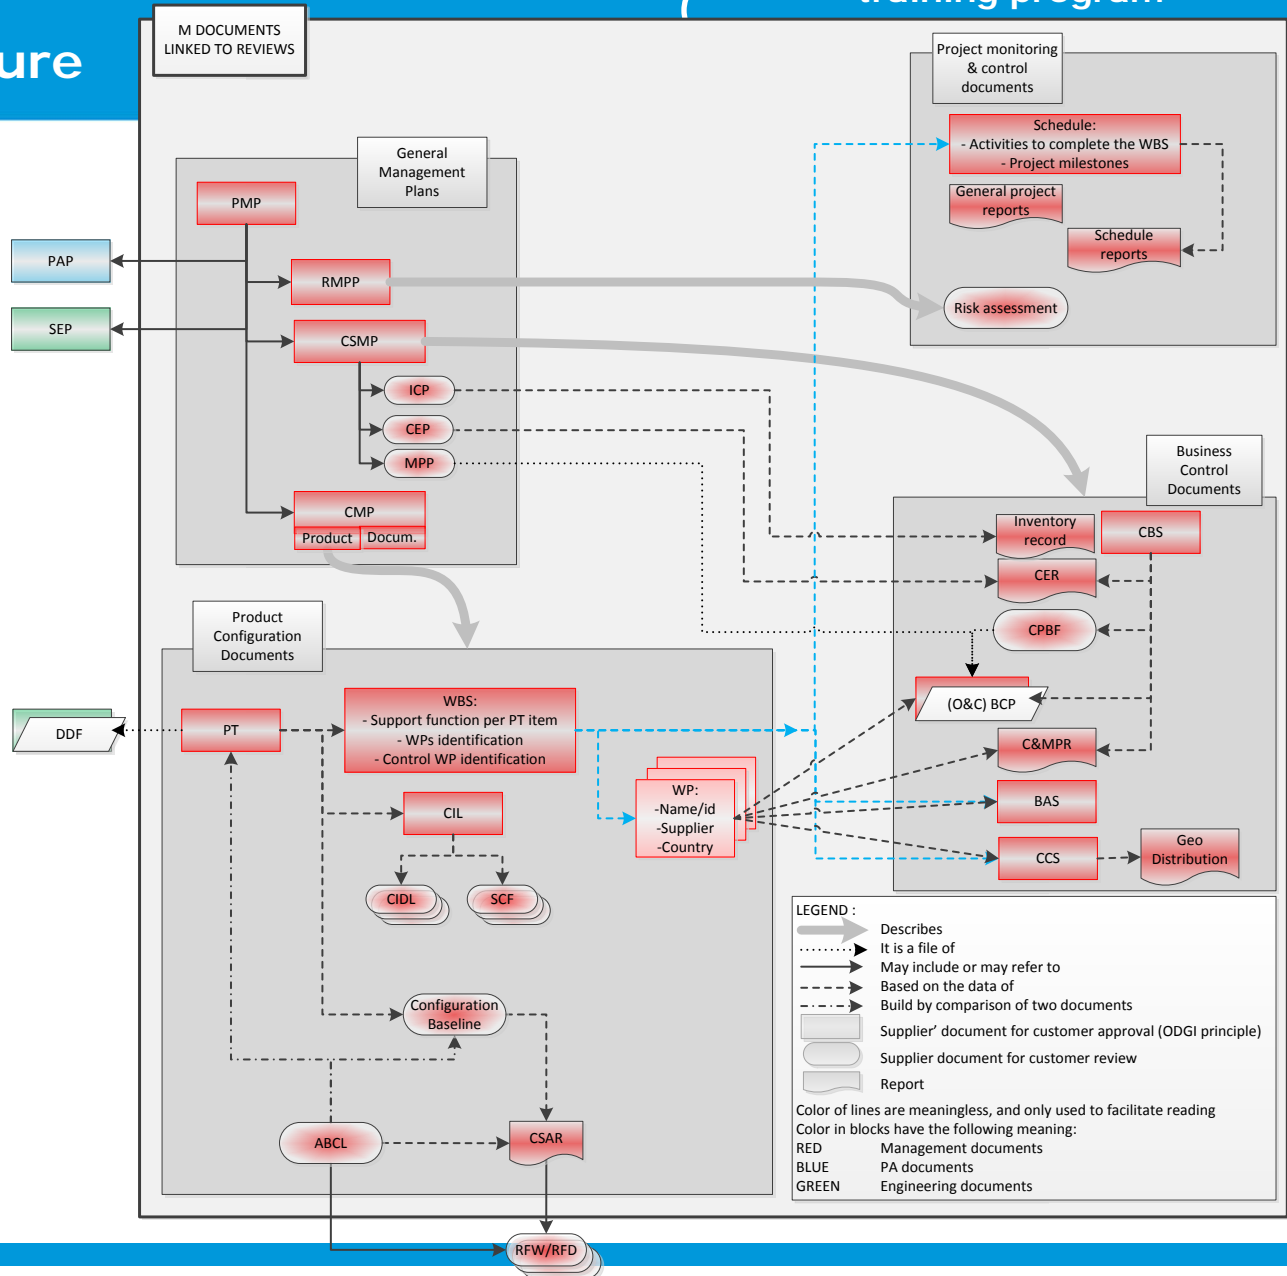 training program
ure
M DOCUMENTS
LINKED TO REVIEWS
Project monitoring
& control
documents
Schedule:
- Activities to complete the WBS
- Project milestones
General project
reports
Schedule
reports
Risk assessment
General
Management
Plans
PMP
PAP
RMPP
SEP
CSMP
ICP
CEP
MPP
CMP
Product
Docum.
Business
Control
Documents
Inventory
record
CBS
CER
CPBF
(O&C) BCP
C&MPR
BAS
CCS
Geo
Distribution
Product
Configuration
Documents
DDF
PT
WBS:
- Support function per PT item
- WPs identification
- Control WP identification
WP:
-Name/id
-Supplier
-Country
CIL
CIDL
SCF
Configuration
Baseline
ABCL
CSAR
RFW/RFD
LEGEND :
Describes
It is a file of
May include or may refer to
Based on the data of
Build by comparison of two documents
Supplier' document for customer approval (ODGI principle)
Supplier document for customer review
Report
Color of lines are meaningless, and only used to facilitate reading
Color in blocks have the following meaning:
RED Management documents
BLUE PA documents
GREEN Engineering documents